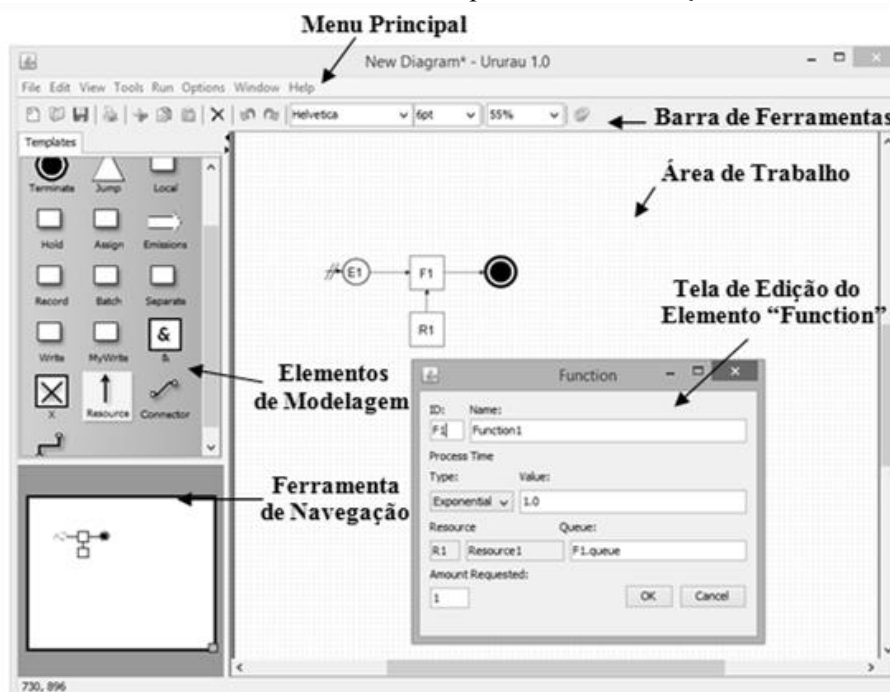 Menu Principal
New Diagram* - Ururau 1.0
File Edit View Tools Run Options Window Help
Helvetica 6pt 55%
Barra de Ferramentas
Templates
Terminate Jump Local
Hold Assign Emissions
Record Batch Separate
&
Write MyWrite &
X Resource Connector
Área de Trabalho
E1 F1
R1
Tela de Edição do
Elemento “Function”
Elementos
de Modelagem
Ferramenta
de Navegação
Function
ID: Name:
F1 Function1
Process Time
Type: Value:
Exponential 1.0
Resource Queue:
R1 Resource1 F1.queue
Amount Requested:
1 OK Cancel
730, 896